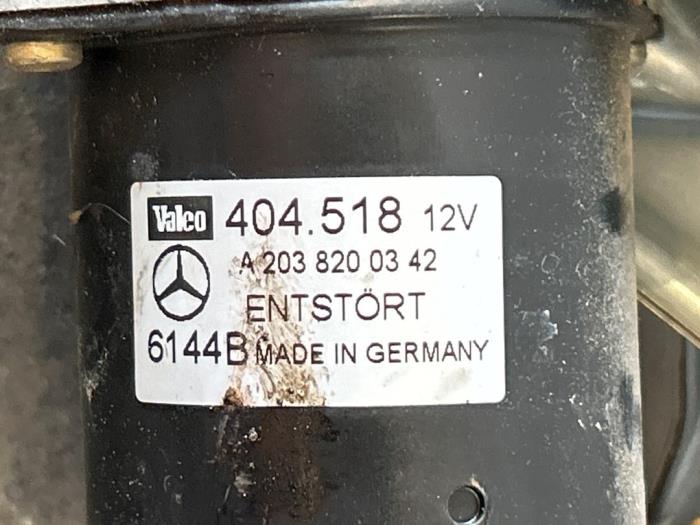 Valeo 404.518 12V
A 203 820 03 42
ENTSTÖRT
6144B MADE IN GERMANY